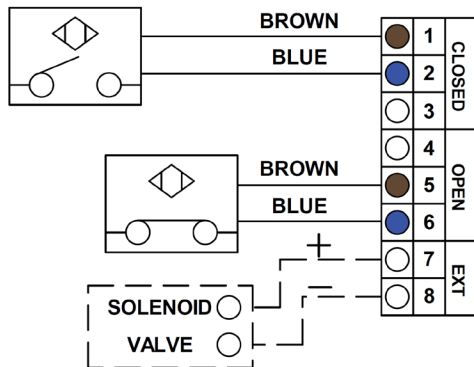 BROWN
BLUE
1
2
3
CLOSED
4
5
6
OPEN
BROWN
BLUE
7
8
EXT
+
−
SOLENOID
VALVE